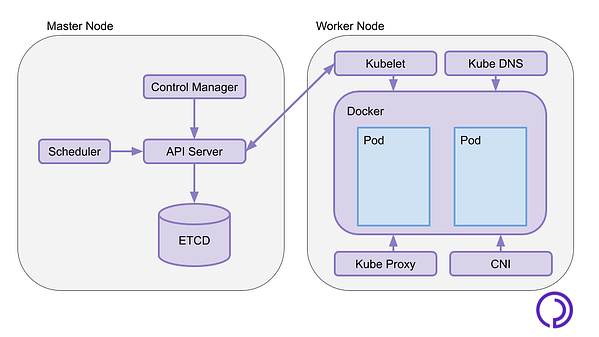 Master Node
Control Manager
Scheduler
API Server
ETCD
Worker Node
Kubelet
Kube DNS
Docker
Pod
Pod
Kube Proxy
CNI